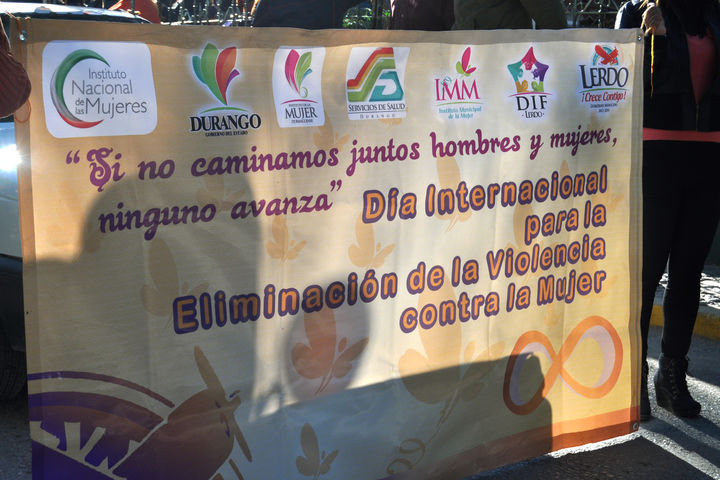 Instituto
Nacional
de las Mujeres
DURANGO
GOBIERNO DEL ESTADO
INSTITUTO DE LA
MUJER
DURANGUENSE
SERVICIOS DE SALUD
DURANGO
IMM
Instituto Municipal
de la Mujer
DIF
LERDO
LERDO
¡Crece Contigo!
"Si no caminamos juntos hombres y mujeres,
ninguno avanza"
Día Internacional
para la
Eliminación de la Violencia
contra la Mujer